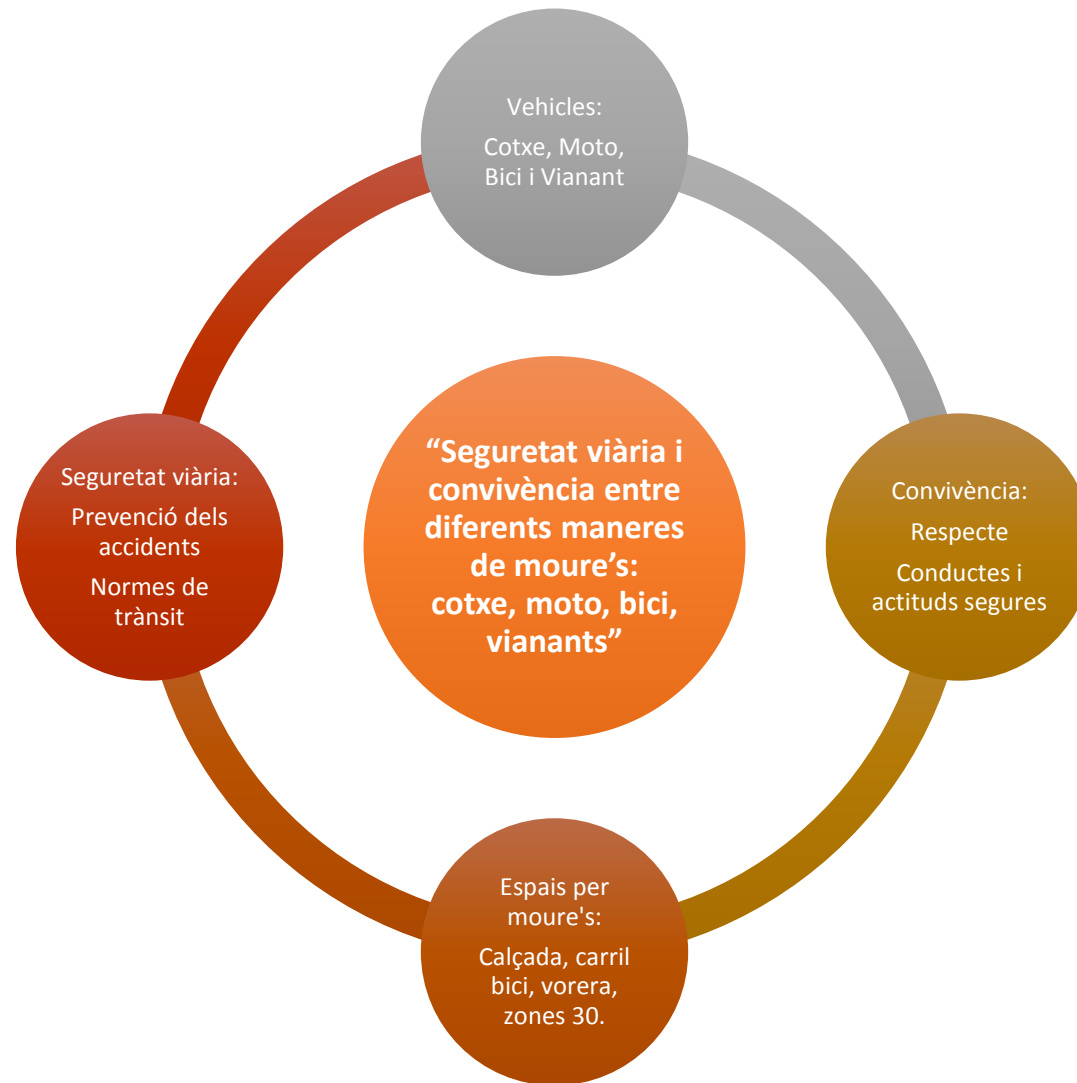 Vehicles:
Cotxe, Moto,
Bici i Vianant
Seguretat viària:
Prevenció dels
accidents
Normes de
trànsit
“Seguretat viària i
convivència entre
diferents maneres
de moure’s:
cotxe, moto, bici,
vianants”
Convivència:
Respecte
Conductes i
actituds segures
Espais per
moure's:
Calçada, carril
bici, vorera,
zones 30.